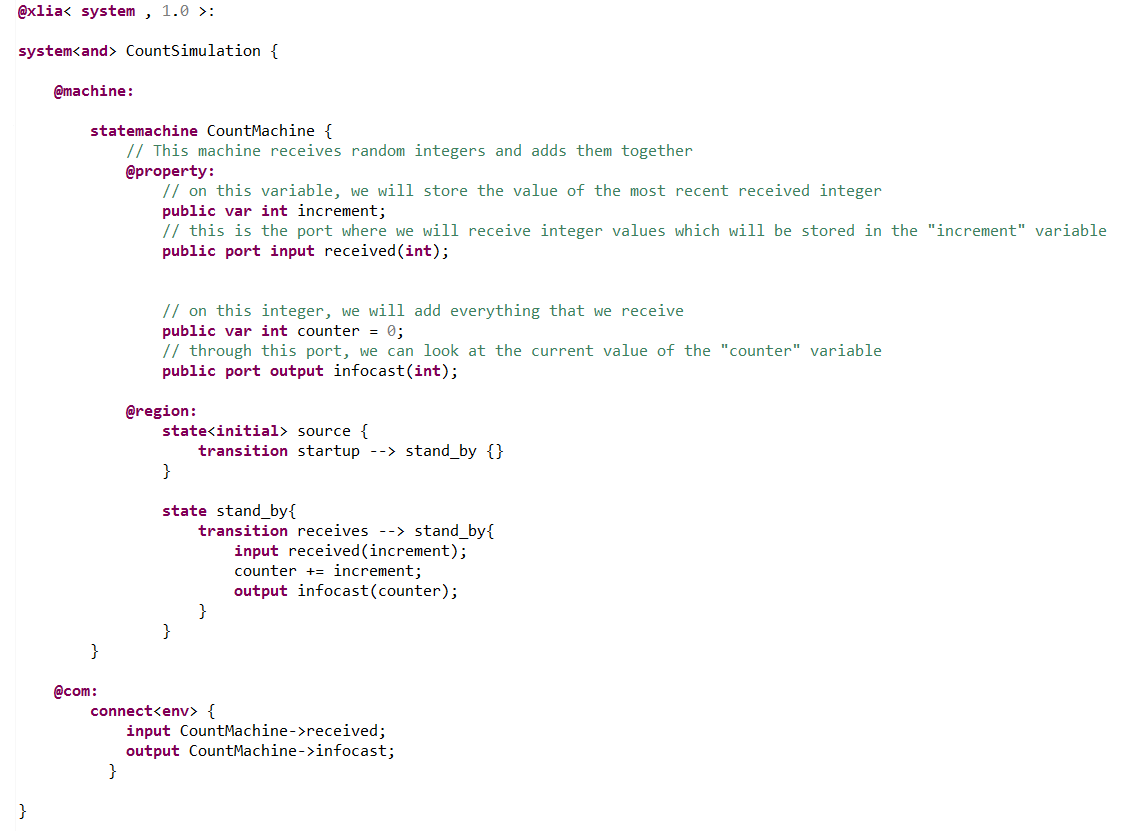 @xlia< system , 1.0 >:
system<and> CountSimulation {
@machine:
statemachine CountMachine {
// This machine receives random integers and adds them together
@property:
// on this variable, we will store the value of the most recent received integer
public var int increment;
// this is the port where we will receive integer values which will be stored in the "increment" variable
public port input received(int);
// on this integer, we will add everything that we receive
public var int counter = 0;
// through this port, we can look at the current value of the "counter" variable
public port output infocast(int);
@region:
state<initial> source {
transition startup --> stand_by {}
}
state stand_by{
transition receives --> stand_by{
input received(increment);
counter += increment;
output infocast(counter);
}
}
}
@com:
connect<env> {
input CountMachine->received;
output CountMachine->infocast;
}
}